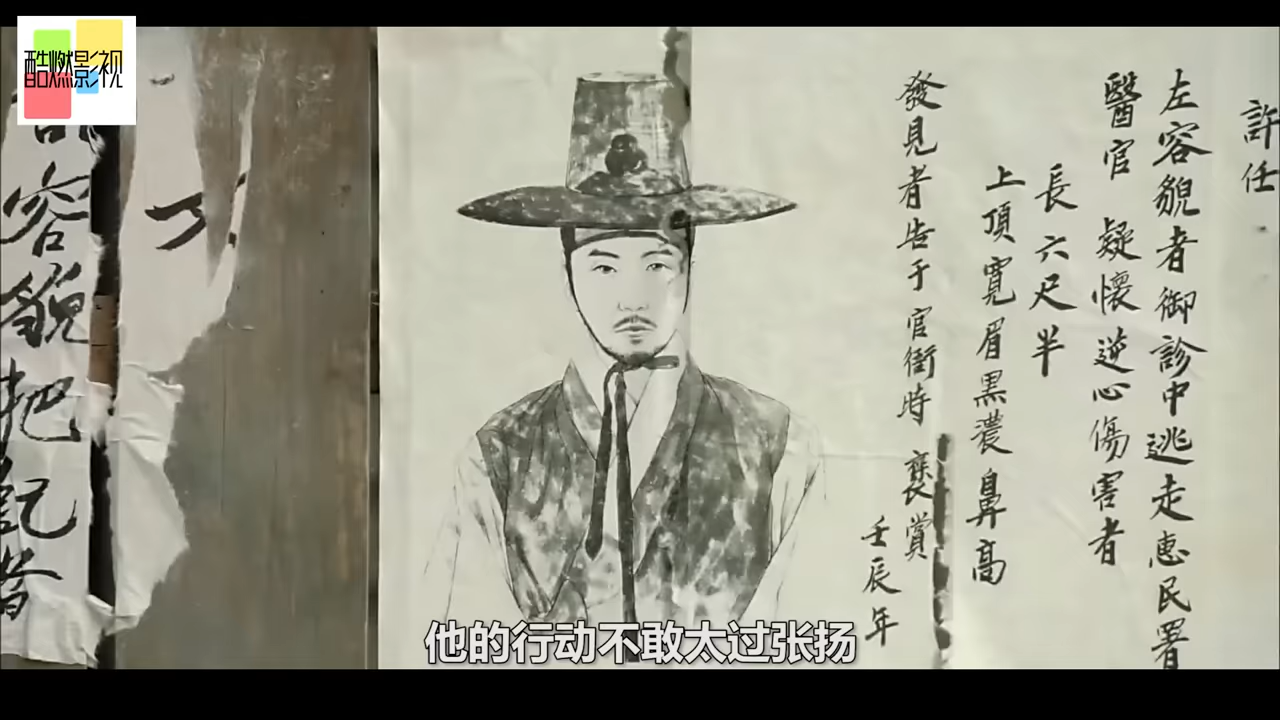 酷燃影视
許任
左容貌者御診中逃走惠民署
醫官 疑懷逆心傷害者
長六尺半
上頂寬眉黑濃鼻高
發見者告于官衙時 褒賞
壬辰年
容貌把記者
他的行动不敢太过张扬